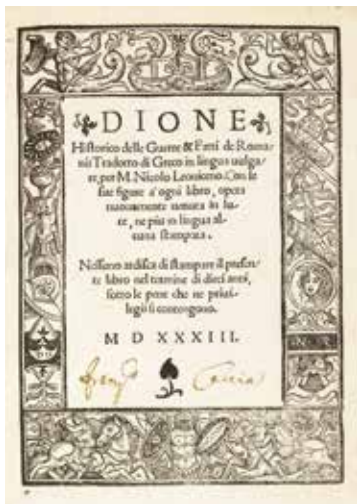 DIONE
Historico delle Guerre & Fatti de Roma-
ni: Tradotto di Greco in lingua uulga-
re, per M. Nicolo Leoniceno. Con le
sue figure a' ogni libro, opera
nuouamente uenuta in lu-
ce, ne piu in lingua al-
cuna stampata.
Nessuno ardisca di stampare il presen-
te libro nel termine di dieci anni,
sotto le pene che ne priui-
legii si contengono.
M D XXXIII.